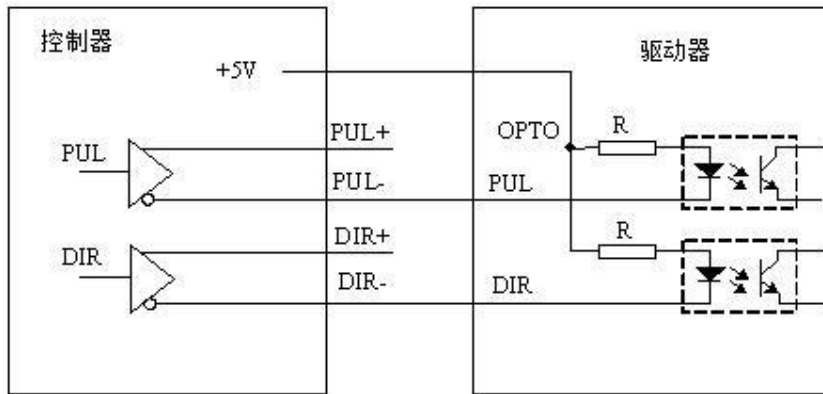 控制器
驱动器
+5V
PUL+
OPTO
R
PUL
PUL-
PUL
DIR+
R
DIR
DIR-
DIR